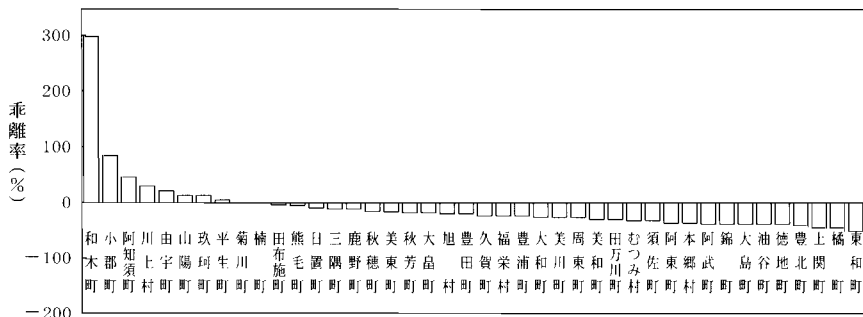 乖離率(%)
300
200
100
0
-100
-200
和木町
小郡町
阿知須町
川上村
由宇町
山陽町
玖珂町
平生町
菊川町
楠町
田布施町
熊毛町
日置町
三隅町
鹿野町
秋穂町
美東町
秋芳町
大畠町
旭村
豊田町
久賀町
福栄村
豊浦町
大和町
美川町
周東町
美和町
田万川町
むつみ村
須佐町
阿東町
本郷村
阿武町
錦町
大島町
油谷町
徳地町
豊北町
上関町
橘町
東和町